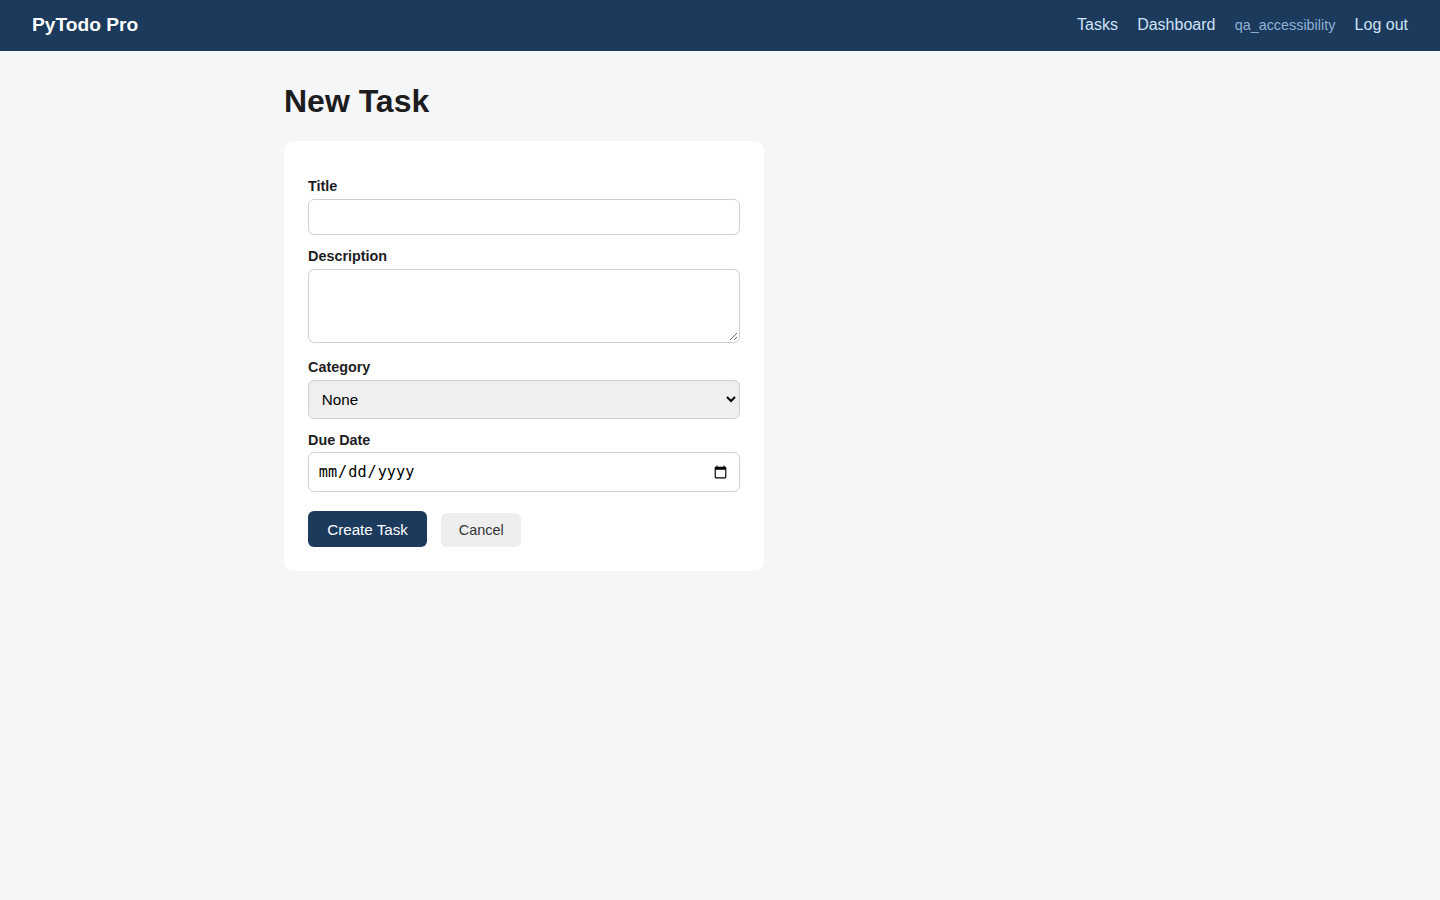 PyTodo Pro
Tasks Dashboard qa_accessibility Log out
New Task
Title
Description
Category
None
Due Date
mm/dd/yyyy
Create Task Cancel